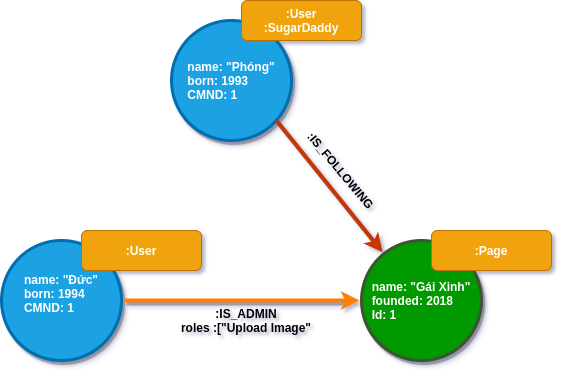 :User
:SugarDaddy
name: "Phóng"
born: 1993
CMND: 1
:IS_FOLLOWING
:User
name: "Đức"
born: 1994
CMND: 1
:IS_ADMIN
roles :["Upload Image"
:Page
name: "Gái Xinh"
founded: 2018
Id: 1